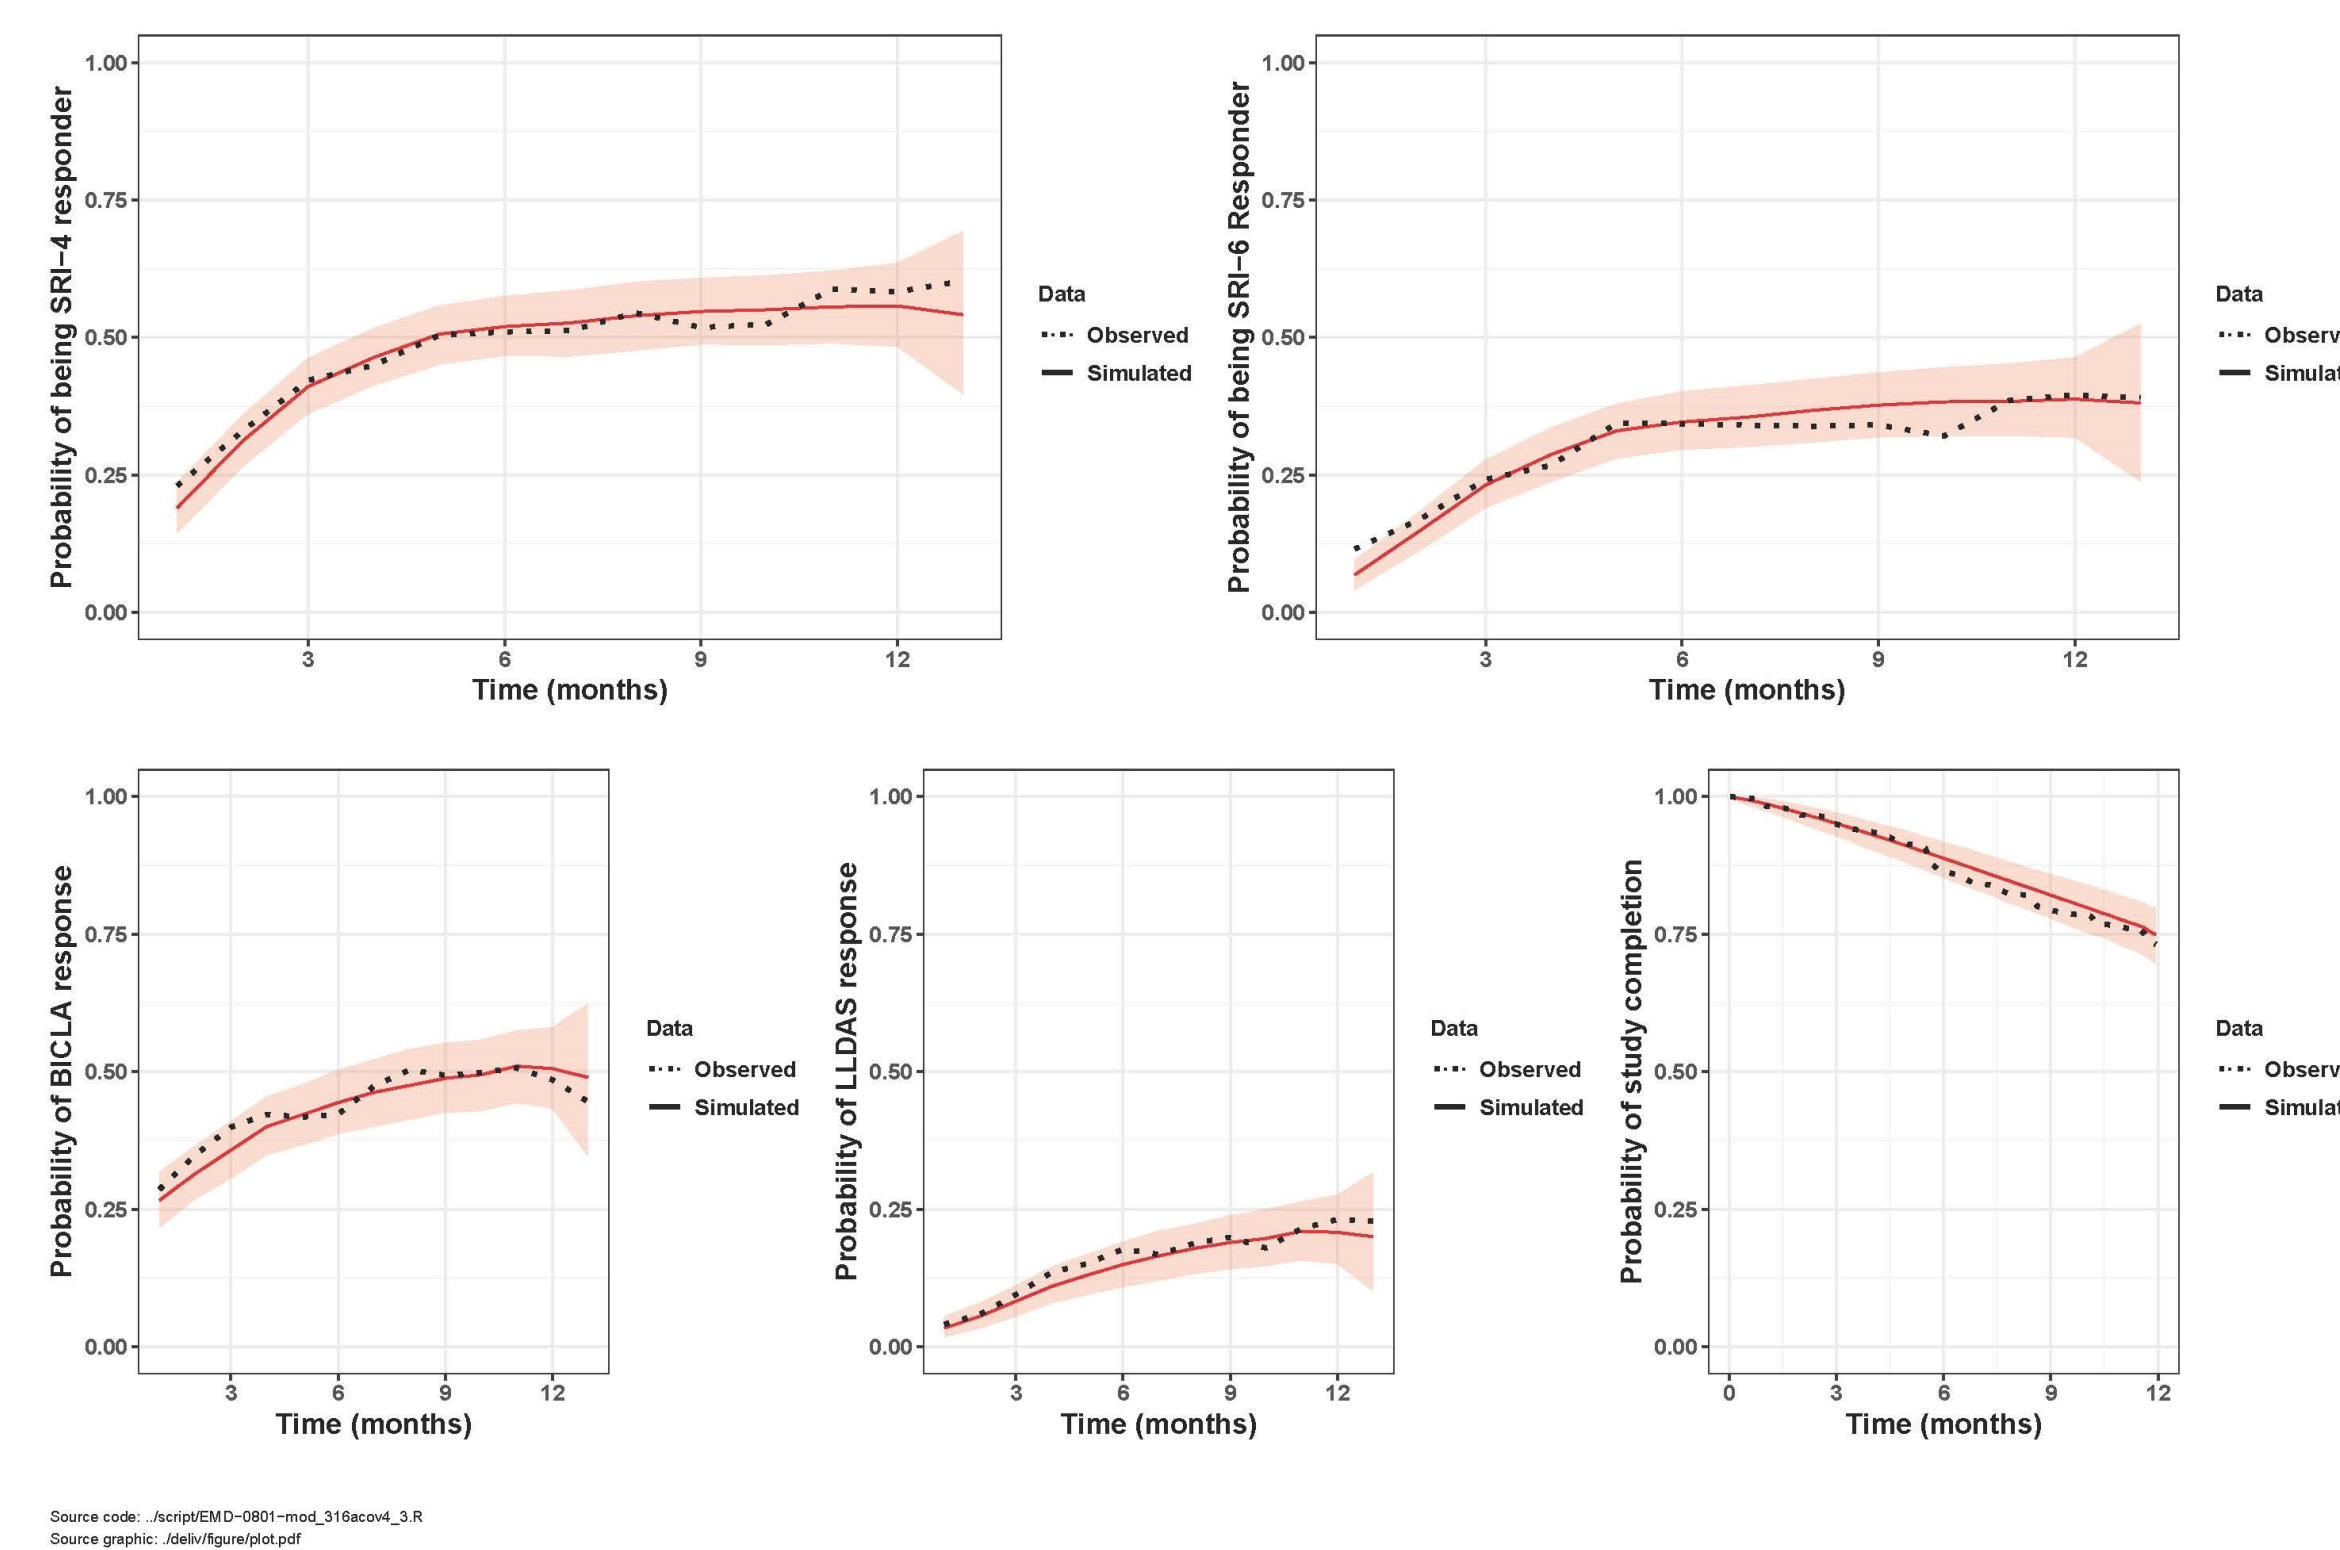 Probability of being SRI−4 responder
1.00
0.75
0.50
0.25
0.00
3 6 9 12
Time (months)
Data
Observed
Simulated
Probability of being SRI−6 Responder
1.00
0.75
0.50
0.25
0.00
3 6 9 12
Time (months)
Data
Observ
Simulat
Probability of BICLA response
1.00
0.75
0.50
0.25
0.00
3 6 9 12
Time (months)
Data
Observed
Simulated
Probability of LLDAS response
1.00
0.75
0.50
0.25
0.00
3 6 9 12
Time (months)
Data
Observed
Simulated
Probability of study completion
1.00
0.75
0.50
0.25
0.00
0 3 6 9 12
Time (months)
Data
Observ
Simulat
Source code: ../script/EMD−0801−mod_316acov4_3.R
Source graphic: ./deliv/figure/plot.pdf